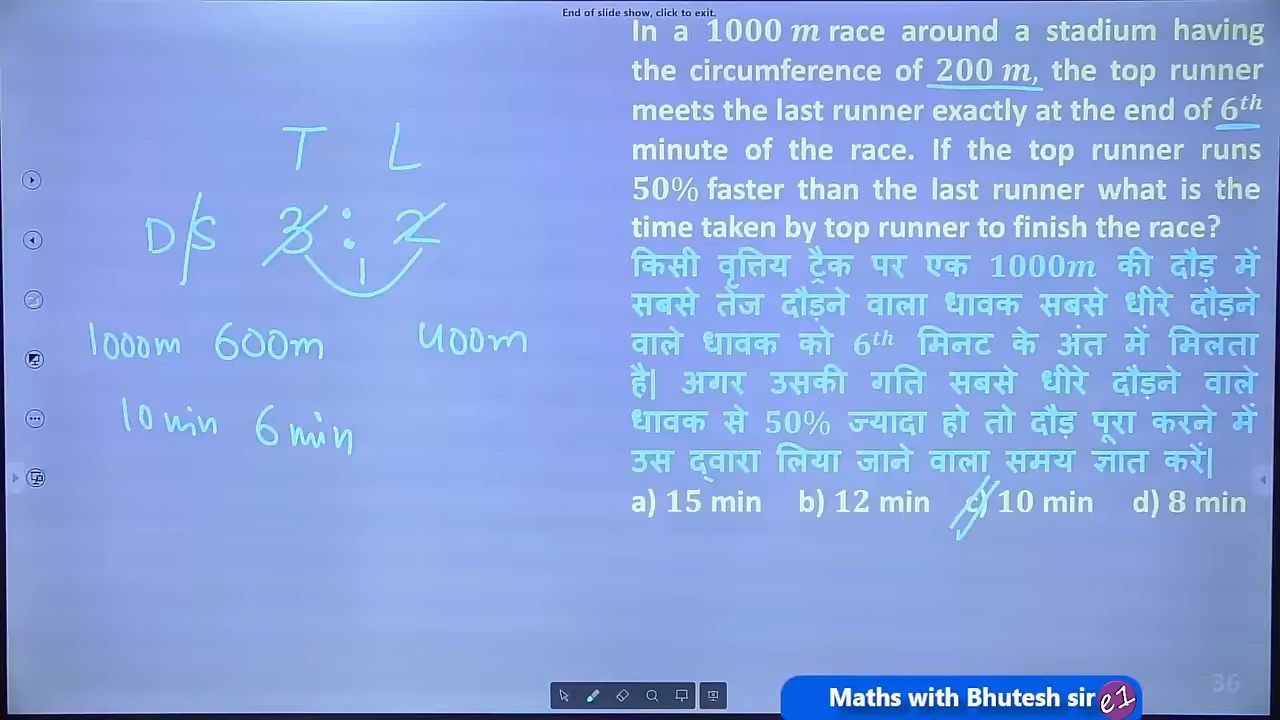 End of slide show, click to exit.
In a 1000 m race around a stadium having
the circumference of 200 m, the top runner
meets the last runner exactly at the end of 6th
minute of the race. If the top runner runs
50% faster than the last runner what is the
time taken by top runner to finish the race?
किसी वृत्तिय ट्रैक पर एक 1000m की दौड़ में
सबसे तेज दौड़ने वाला धावक सबसे धीरे दौड़ने
वाले धावक को 6th मिनट के अंत में मिलता
है| अगर उसकी गति सबसे धीरे दौड़ने वाले
धावक से 50% ज्यादा हो तो दौड़ पूरा करने में
उस द्वारा लिया जाने वाला समय ज्ञात करें|
a) 15 min b) 12 min c) 10 min d) 8 min
T L
D/S 3 : 2
1
1000m 600m 400m
10 min 6 min
36
Maths with Bhutesh sir e1